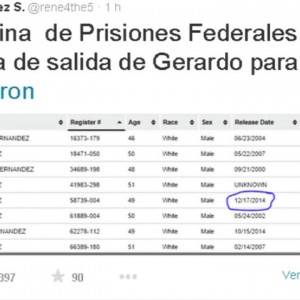 ez S. @rene4the5 · 1 h
ina de Prisiones Federales
a de salida de Gerardo para
ron
Register # Age Race Sex Release Date
ERNANDEZ 16373-179 46 White Male 06/23/2004
Z 18471-050 50 White Male 05/22/2007
HERNANDEZ 34689-198 48 White Male 09/21/2000
Z 41983-298 51 White Male UNKNOWN
Z 58739-004 49 White Male 12/17/2014
Z 61889-004 50 White Male 05/24/2002
RNANDEZ 62278-112 49 White Male 10/15/2014
Z 66389-180 51 White Male 02/14/2007
397 90